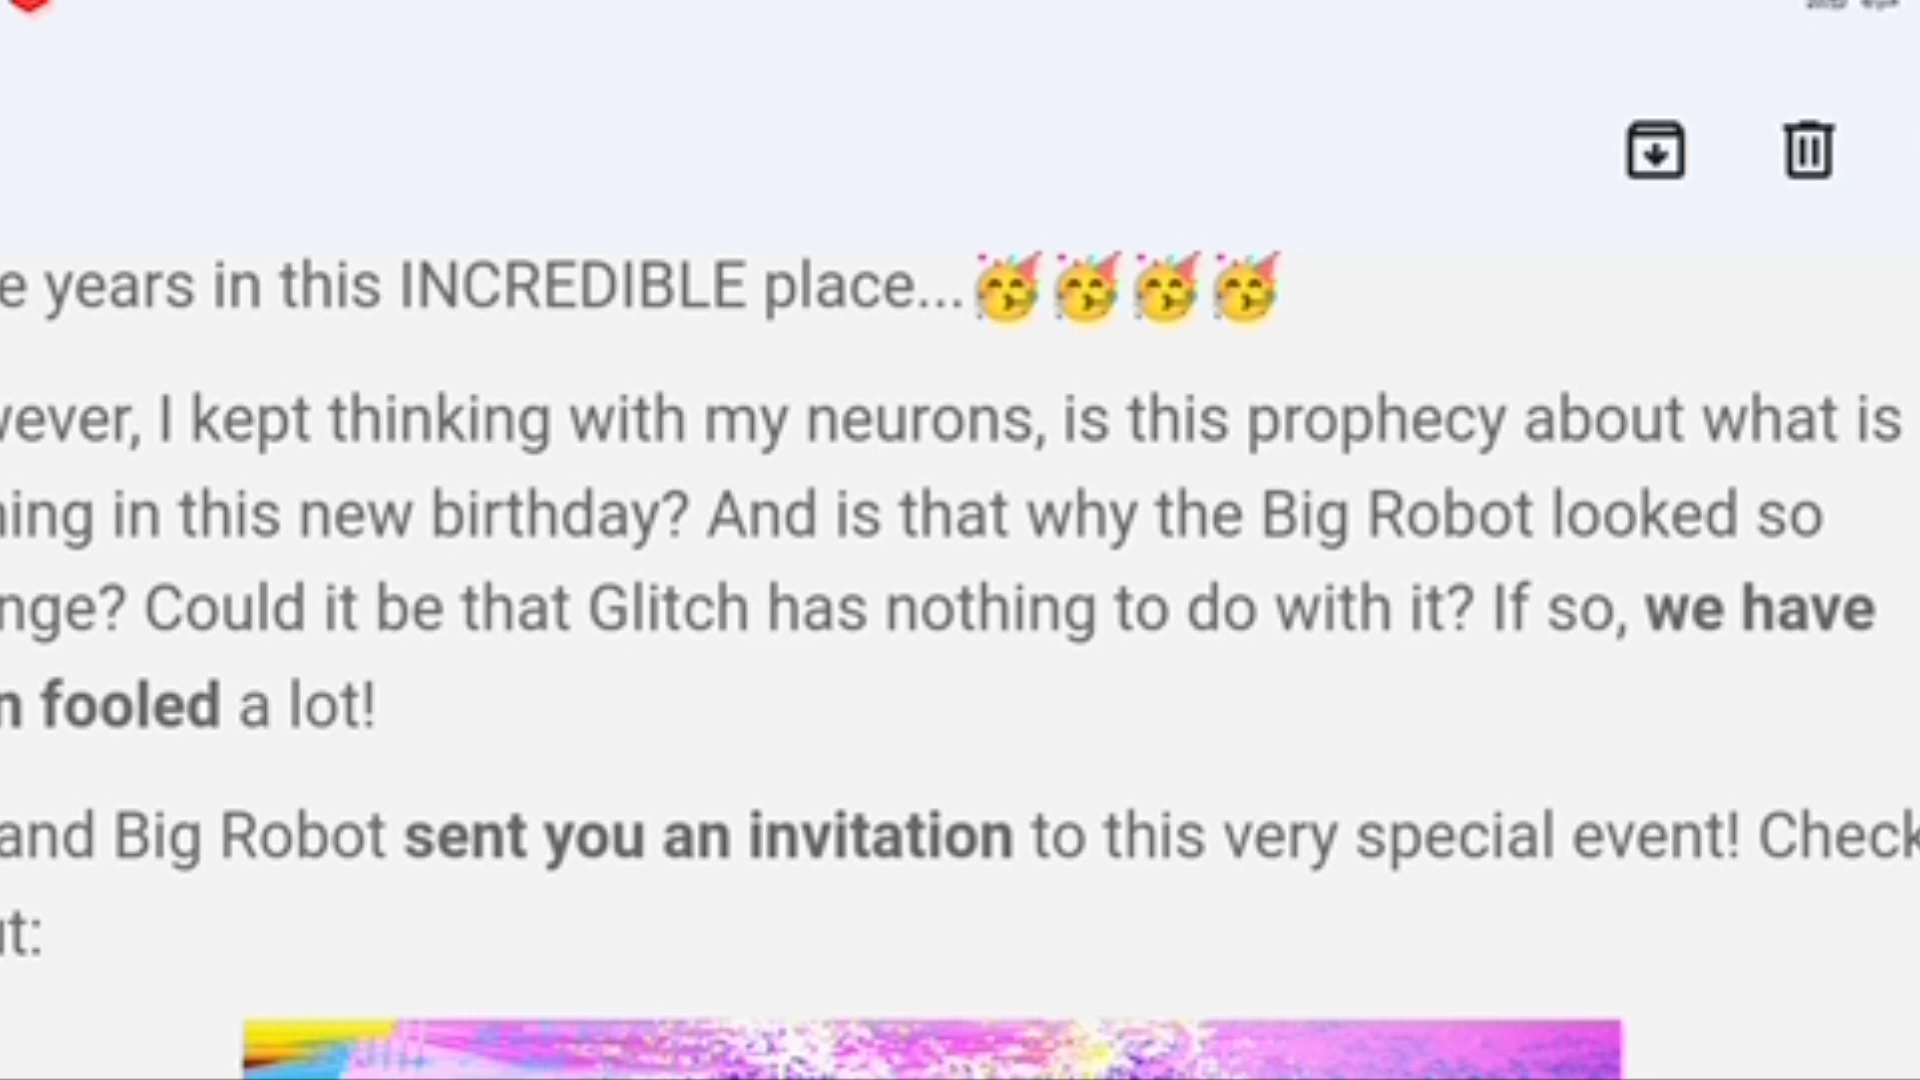 e years in this INCREDIBLE place...🥳🥳🥳🥳
wever, I kept thinking with my neurons, is this prophecy about what is
ning in this new birthday? And is that why the Big Robot looked so
nge? Could it be that Glitch has nothing to do with it? If so, we have
n fooled a lot!
and Big Robot sent you an invitation to this very special event! Check
ut: